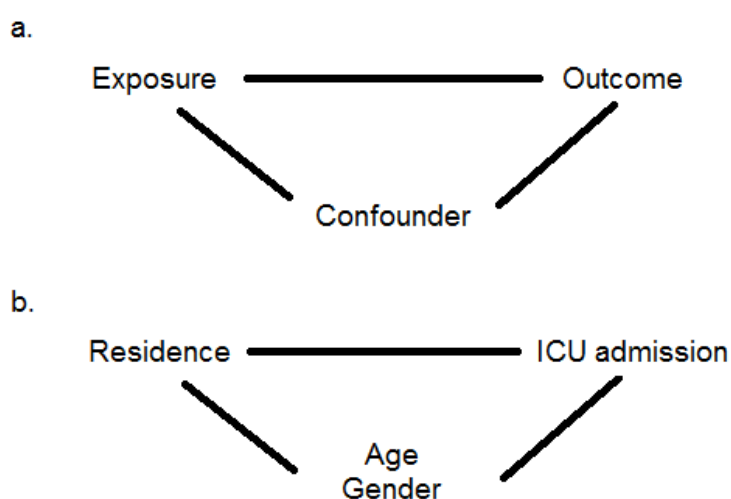 a.
Exposure Outcome
Confounder
b.
Residence ICU admission
Age
Gender